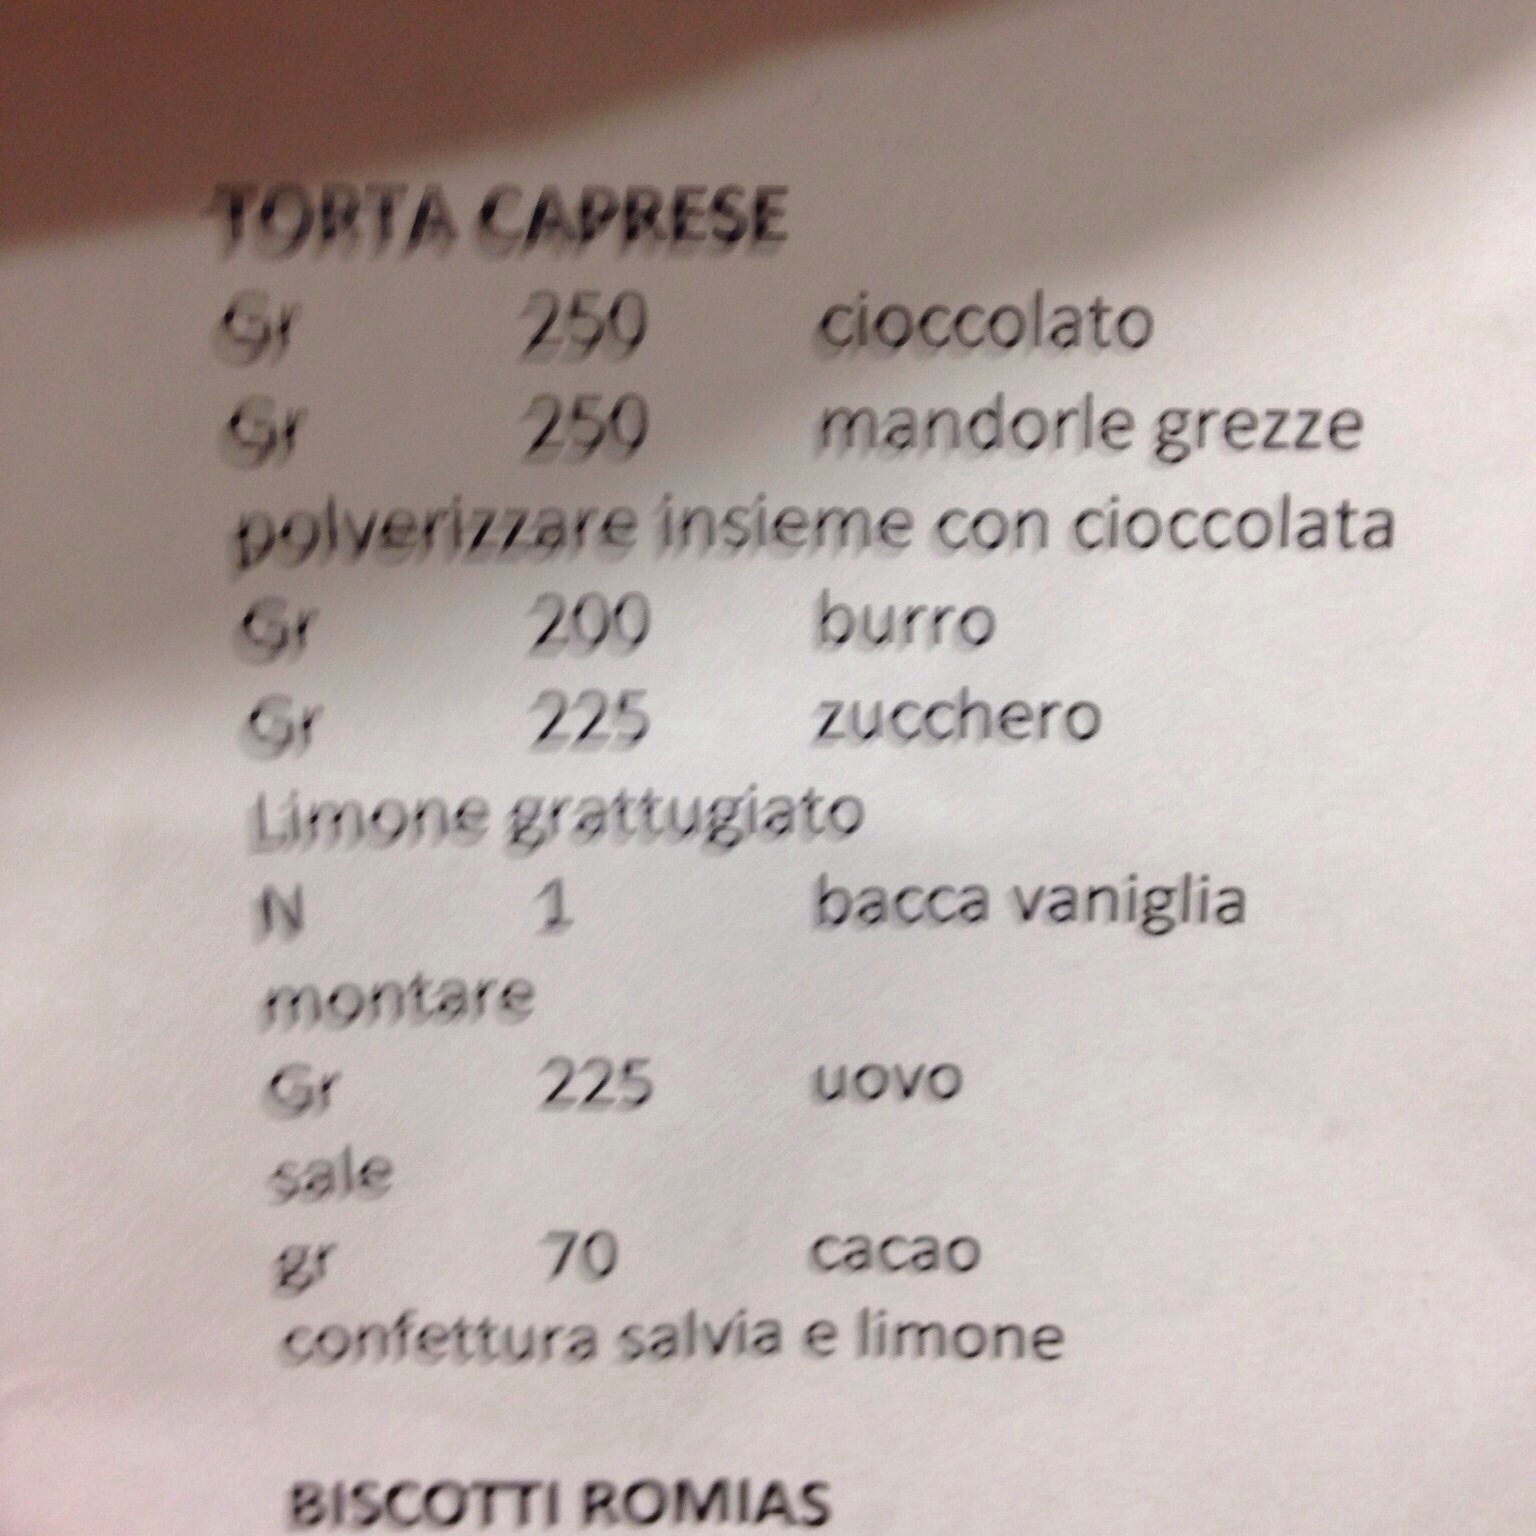 TORTA CAPRESE
Gr 250 cioccolato
Gr 250 mandorle grezze
polverizzare insieme con cioccolata
Gr 200 burro
Gr 225 zucchero
Limone grattugiato
N 1 bacca vaniglia
montare
Gr 225 uovo
sale
gr 70 cacao
confettura salvia e limone
BISCOTTI ROMIAS